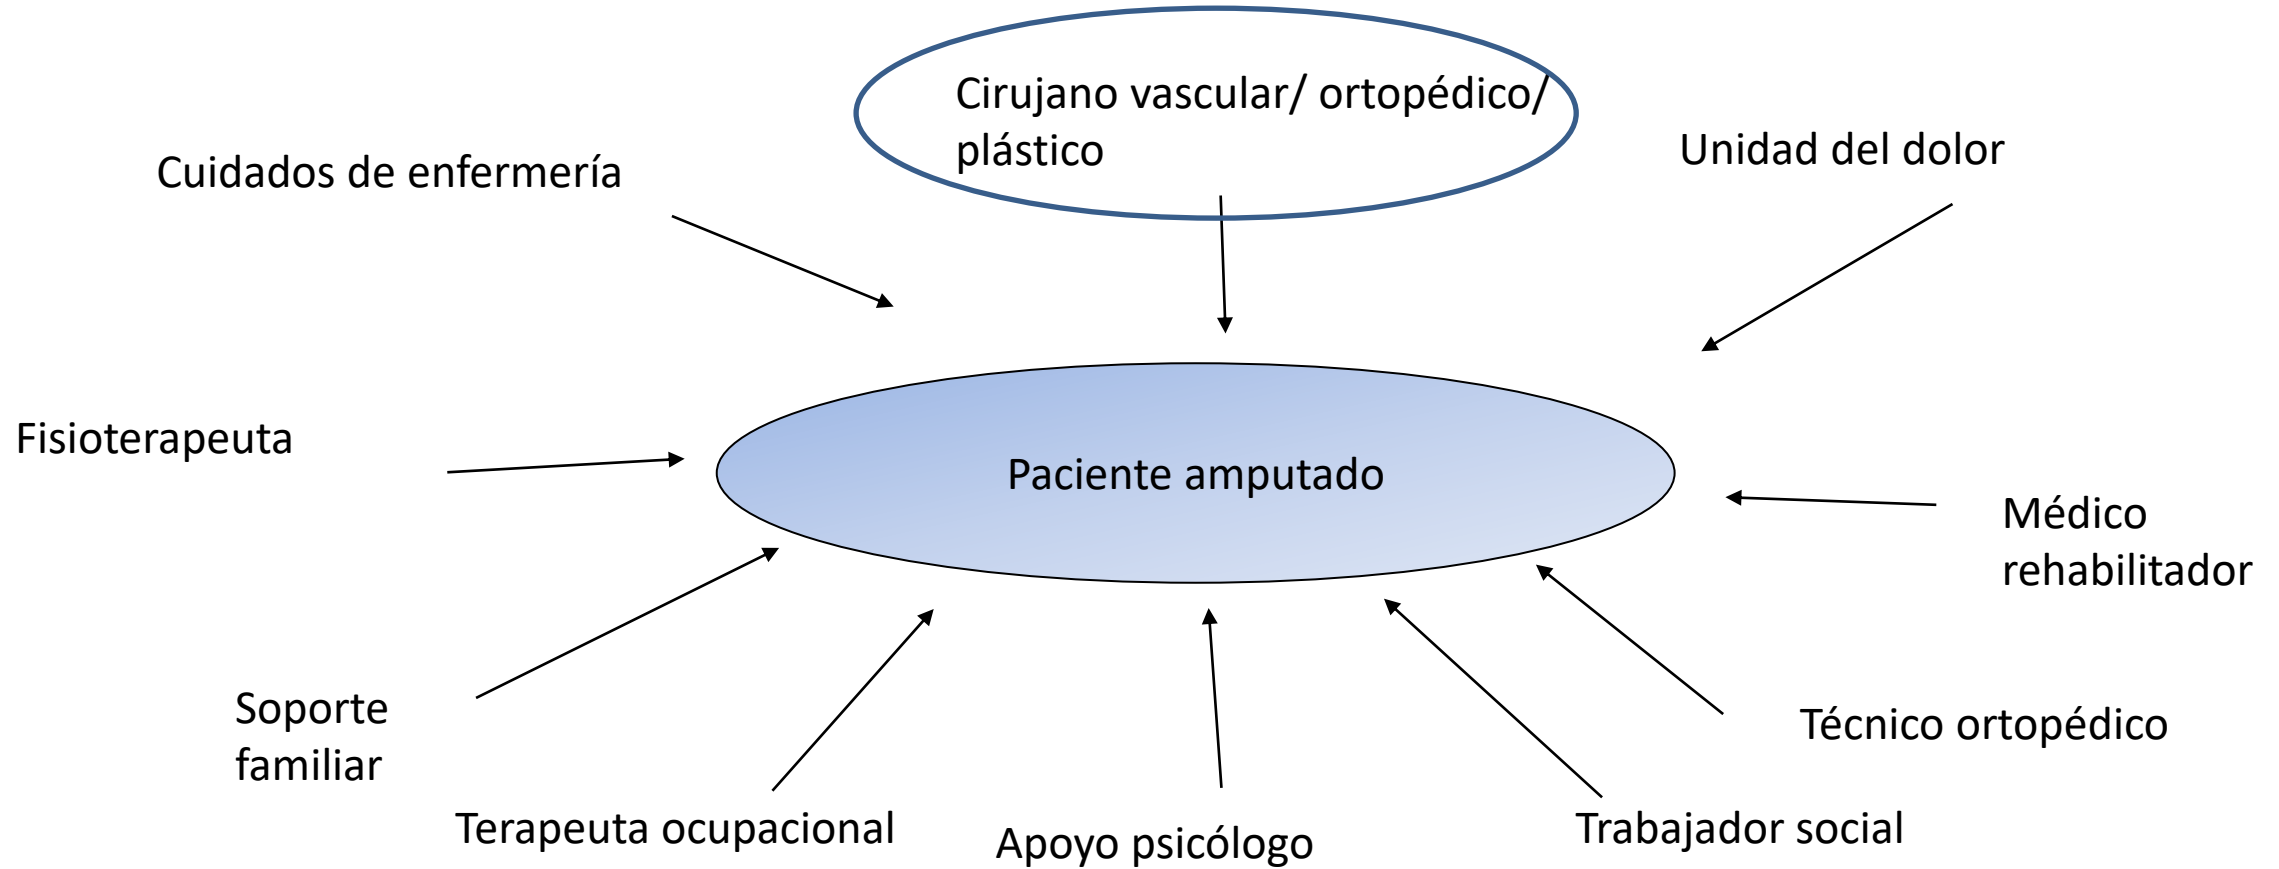 Cirujano vascular/ ortopédico/
plástico
Unidad del dolor
Cuidados de enfermería
Fisioterapeuta
Paciente amputado
Médico
rehabilitador
Soporte
familiar
Técnico ortopédico
Terapeuta ocupacional
Apoyo psicólogo
Trabajador social